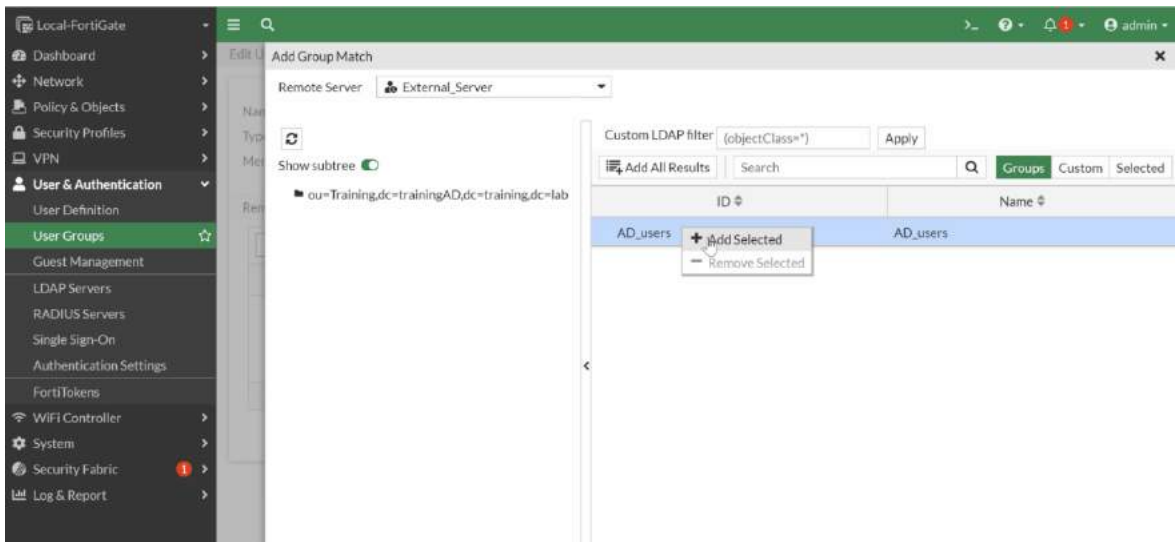 Local-FortiGate
>_
1
admin
Dashboard
Network
Policy & Objects
Security Profiles
VPN
User & Authentication
User Definition
User Groups
Guest Management
LDAP Servers
RADIUS Servers
Single Sign-On
Authentication Settings
FortiTokens
WiFi Controller
System
Security Fabric 1
Log & Report
Edit U
Add Group Match
Remote Server External_Server
Show subtree
ou=Training,dc=trainingAD,dc=training,dc=lab
Custom LDAP filter (objectClass=*) Apply
Add All Results Search Groups Custom Selected
ID Name
AD_users AD_users
Add Selected
Remove Selected